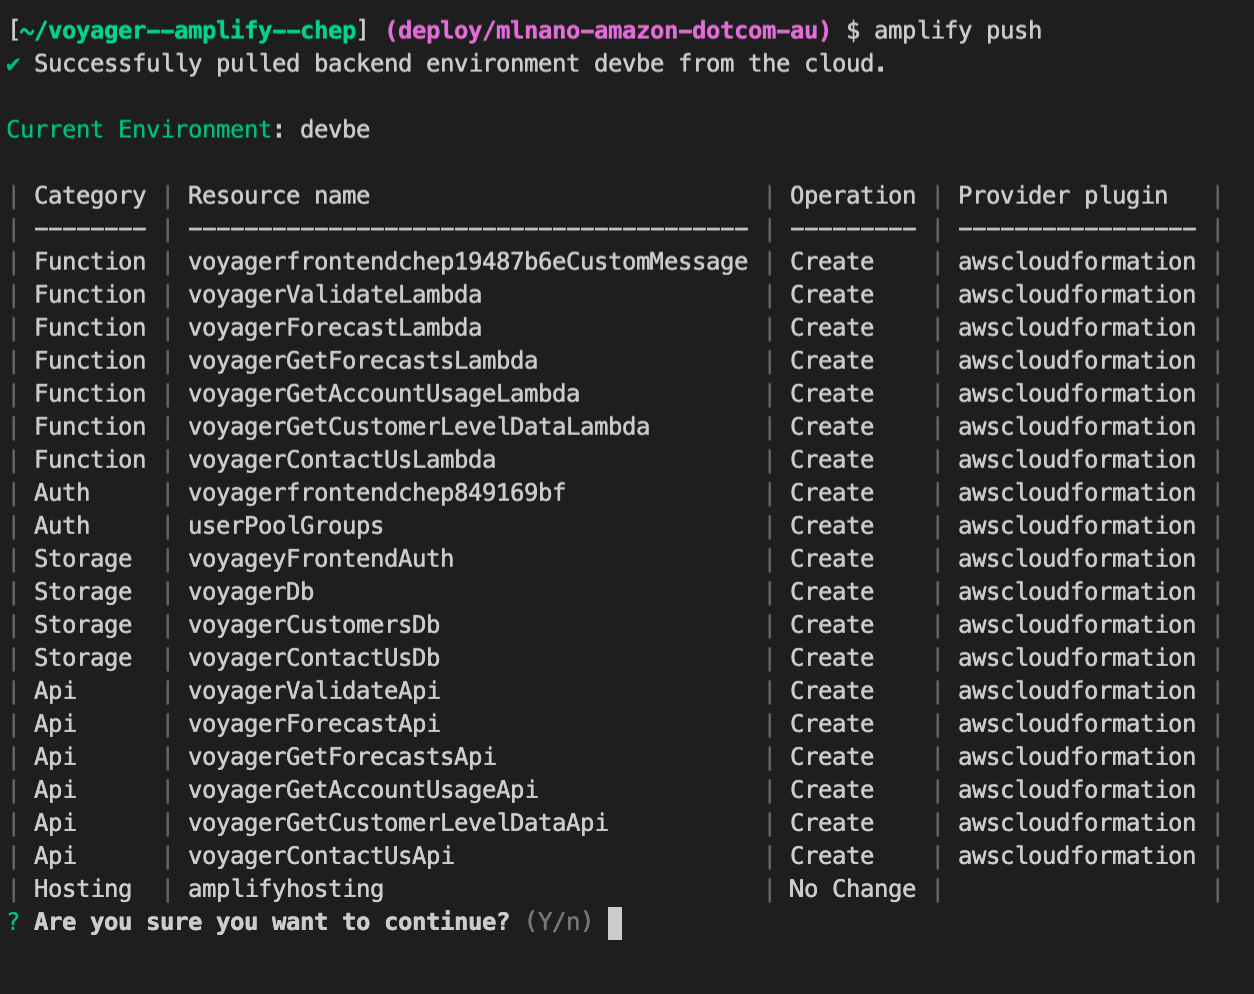 [~/voyager--amplify--chep] (deploy/mlnano-amazon-dotcom-au) $ amplify push
✔ Successfully pulled backend environment devbe from the cloud.
Current Environment: devbe
| Category | Resource name | Operation | Provider plugin |
| -------- | ---------------------------------------- | --------- | ----------------- |
| Function | voyagerfrontendchep19487b6eCustomMessage | Create | awscloudformation |
| Function | voyagerValidateLambda | Create | awscloudformation |
| Function | voyagerForecastLambda | Create | awscloudformation |
| Function | voyagerGetForecastsLambda | Create | awscloudformation |
| Function | voyagerGetAccountUsageLambda | Create | awscloudformation |
| Function | voyagerGetCustomerLevelDataLambda | Create | awscloudformation |
| Function | voyagerContactUsLambda | Create | awscloudformation |
| Auth | voyagerfrontendchep849169bf | Create | awscloudformation |
| Auth | userPoolGroups | Create | awscloudformation |
| Storage | voyageyFrontendAuth | Create | awscloudformation |
| Storage | voyagerDb | Create | awscloudformation |
| Storage | voyagerCustomersDb | Create | awscloudformation |
| Storage | voyagerContactUsDb | Create | awscloudformation |
| Api | voyagerValidateApi | Create | awscloudformation |
| Api | voyagerForecastApi | Create | awscloudformation |
| Api | voyagerGetForecastsApi | Create | awscloudformation |
| Api | voyagerGetAccountUsageApi | Create | awscloudformation |
| Api | voyagerGetCustomerLevelDataApi | Create | awscloudformation |
| Api | voyagerContactUsApi | Create | awscloudformation |
| Hosting | amplifyhosting | No Change | |
? Are you sure you want to continue? (Y/n)